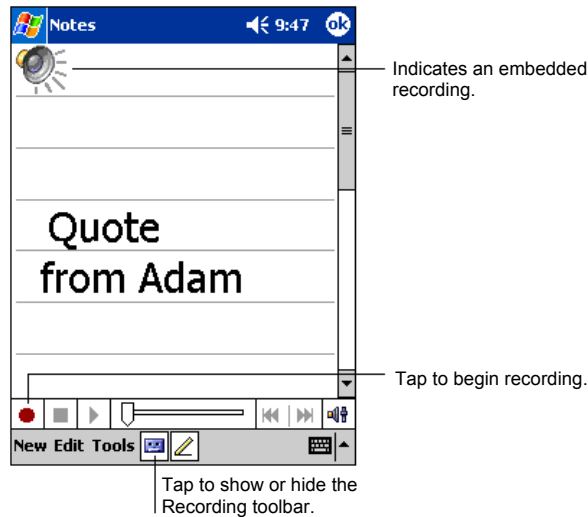 Notes 9:47 ok
Indicates an embedded
recording.
Quote
from Adam
Tap to begin recording.
New Edit Tools
Tap to show or hide the
Recording toolbar.